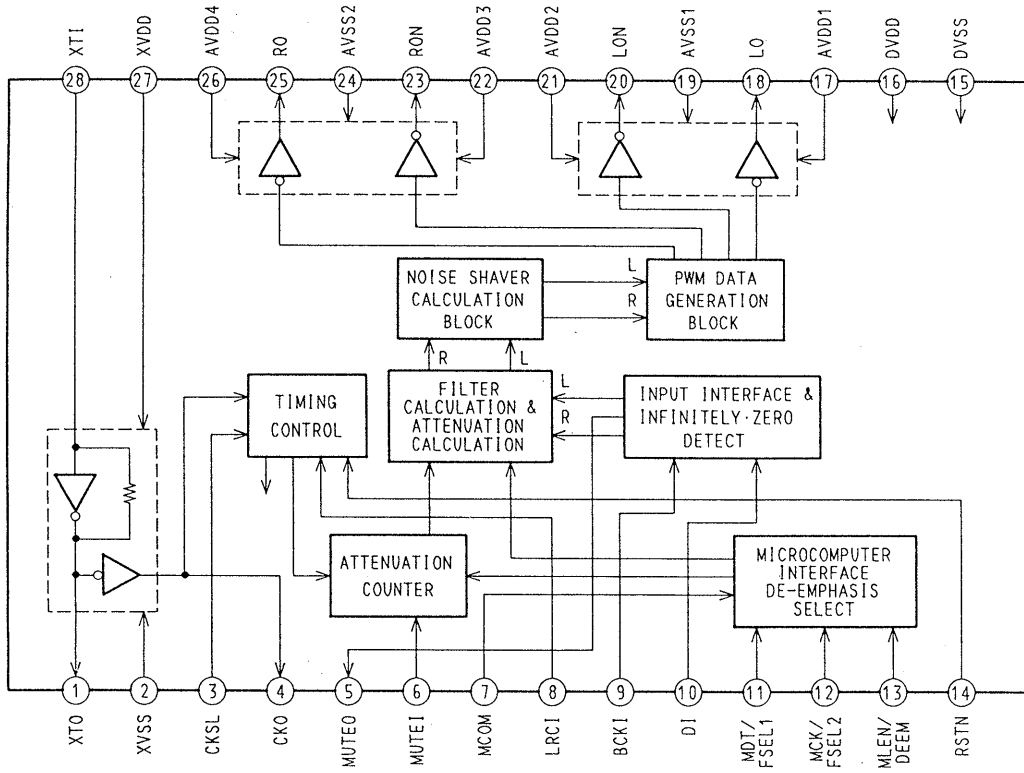 XTI
XVDD
AVDD4
RO
AVSS2
RON
AVDD3
AVDD2
LON
AVSS1
LO
AVDD1
DVDD
DVSS
28
27
26
25
24
23
22
21
20
19
18
17
16
15
NOISE SHAVER
CALCULATION
BLOCK
L
R
PWM DATA
GENERATION
BLOCK
R
L
TIMING
CONTROL
FILTER
CALCULATION &
ATTENUATION
CALCULATION
L
R
INPUT INTERFACE &
INFINITELY·ZERO
DETECT
ATTENUATION
COUNTER
MICROCOMPUTER
INTERFACE
DE-EMPHASIS
SELECT
1
2
3
4
5
6
7
8
9
10
11
12
13
14
XTO
XVSS
CKSL
CKO
MUTEO
MUTEI
MCOM
LRCI
BCKI
DI
MDT/
FSEL1
MCK/
FSEL2
MLEN/
DEEM
RSTN